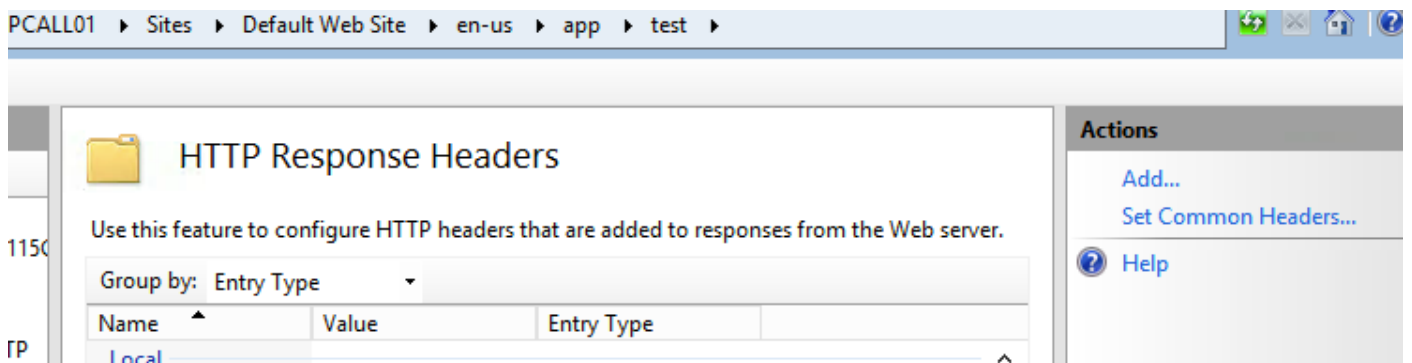 PCALL01 ▸ Sites ▸ Default Web Site ▸ en-us ▸ app ▸ test ▸
HTTP Response Headers
Use this feature to configure HTTP headers that are added to responses from the Web server.
Group by: Entry Type
Name Value Entry Type
Local
Actions
Add...
Set Common Headers...
Help